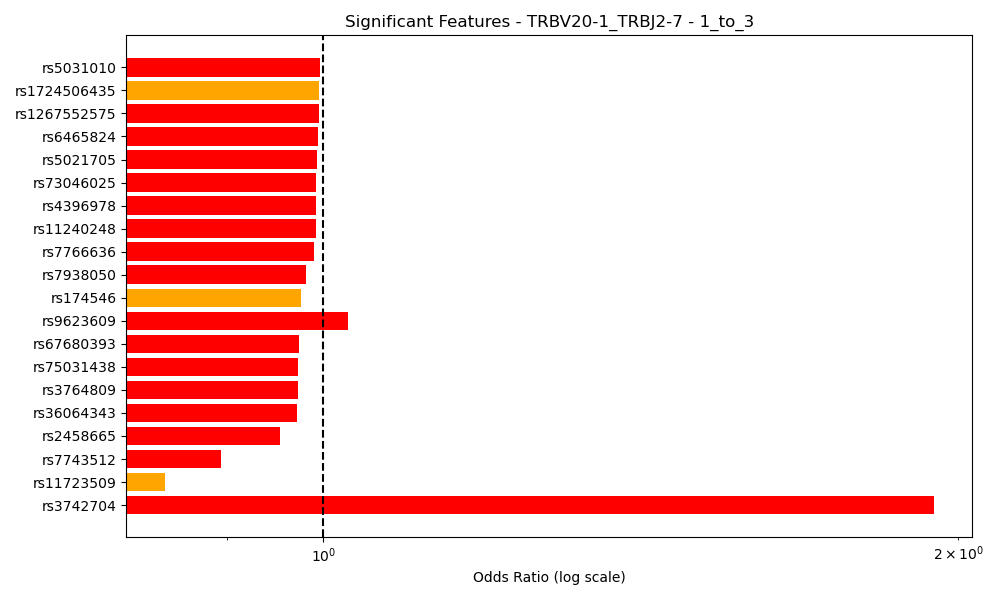 Significant Features - TRBV20-1_TRBJ2-7 - 1_to_3
rs5031010
rs1724506435
rs1267552575
rs6465824
rs5021705
rs73046025
rs4396978
rs11240248
rs7766636
rs7938050
rs174546
rs9623609
rs67680393
rs75031438
rs3764809
rs36064343
rs2458665
rs7743512
rs11723509
rs3742704
10⁰ 2 × 10⁰
Odds Ratio (log scale)